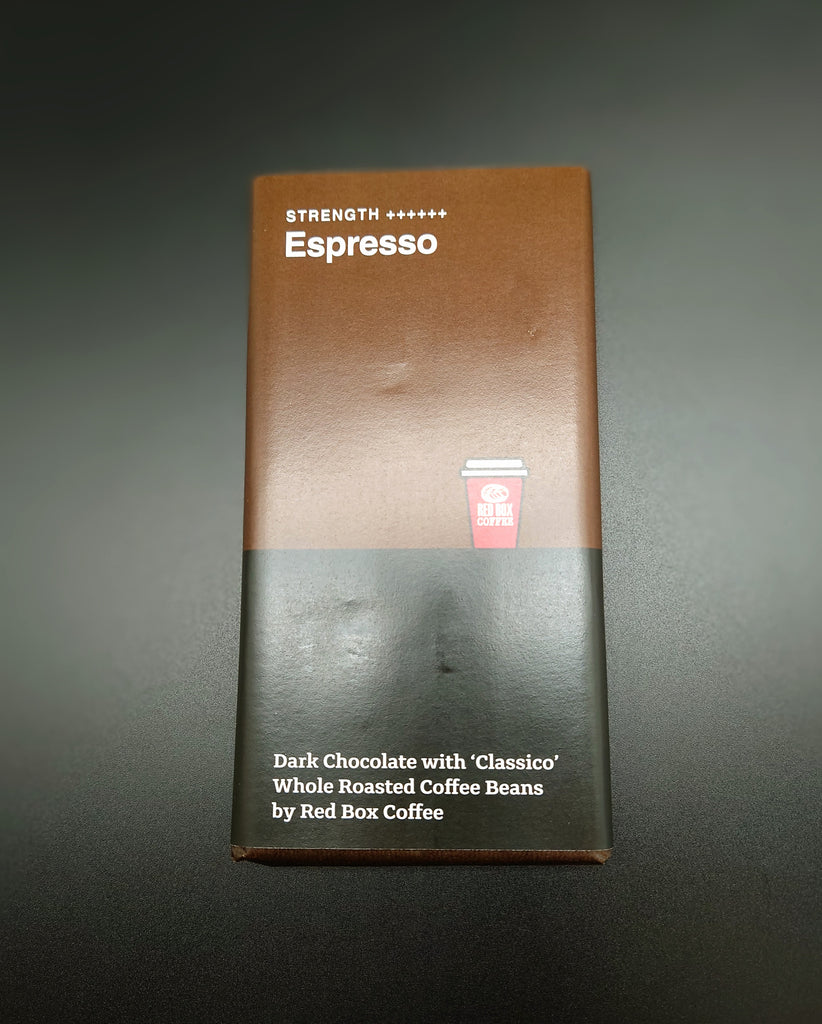 STRENGTH ++++++
Espresso
RED BOX
COFFEE
Dark Chocolate with ‘Classico’
Whole Roasted Coffee Beans
by Red Box Coffee